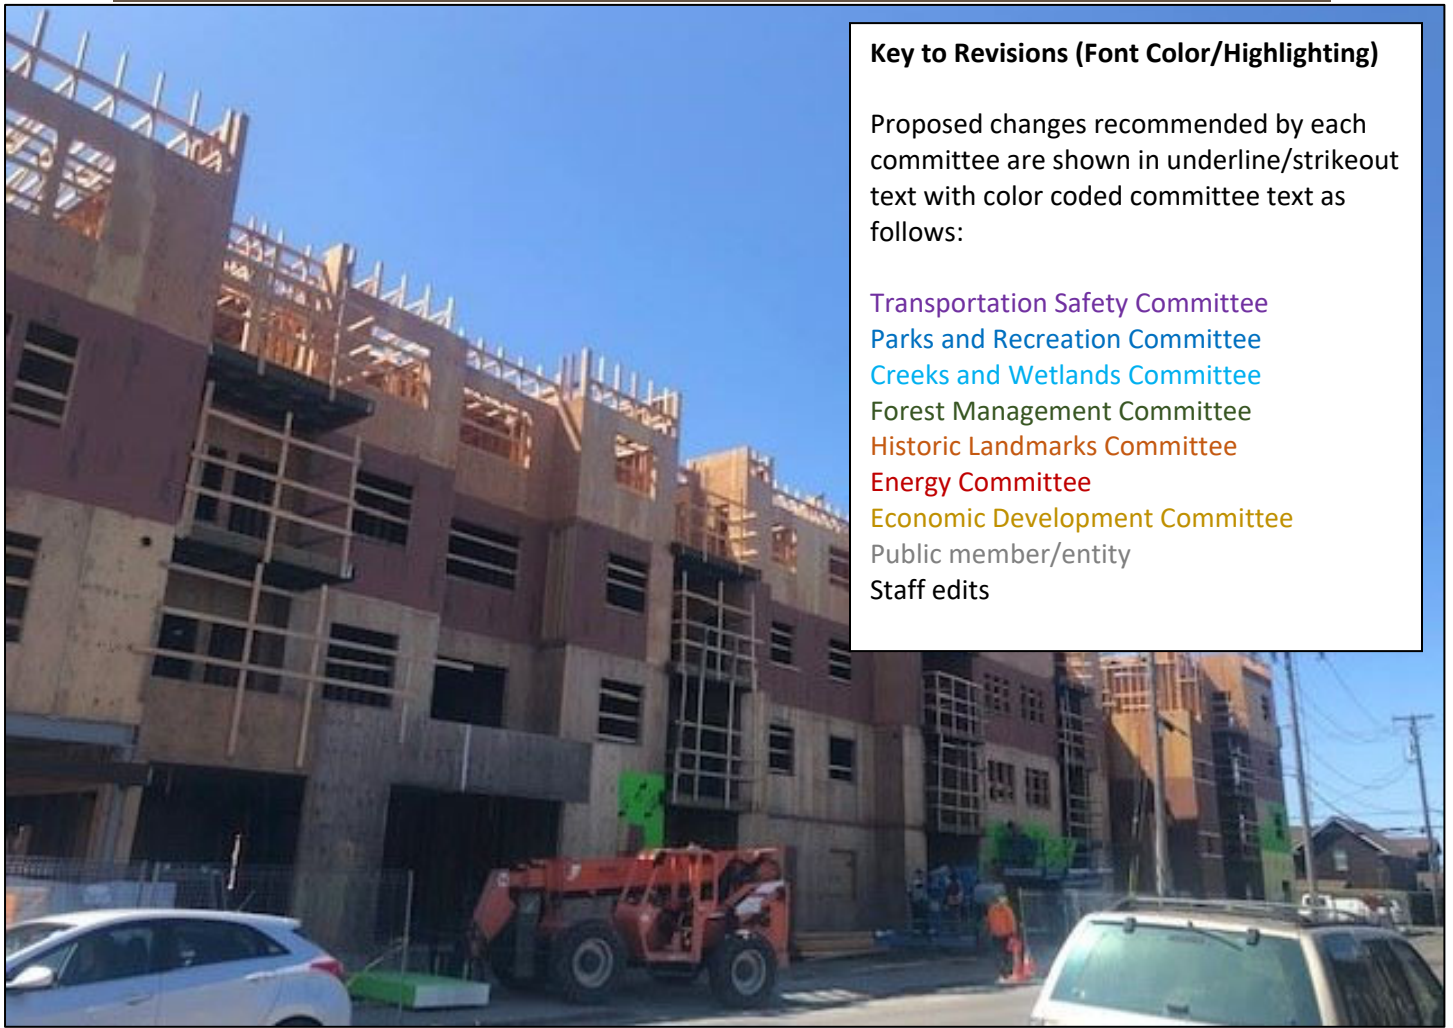 Key to Revisions (Font Color/Highlighting)
Proposed changes recommended by each
committee are shown in underline/strikeout
text with color coded committee text as
follows:
Transportation Safety Committee
Parks and Recreation Committee
Creeks and Wetlands Committee
Forest Management Committee
Historic Landmarks Committee
Energy Committee
Economic Development Committee
Public member/entity
Staff edits